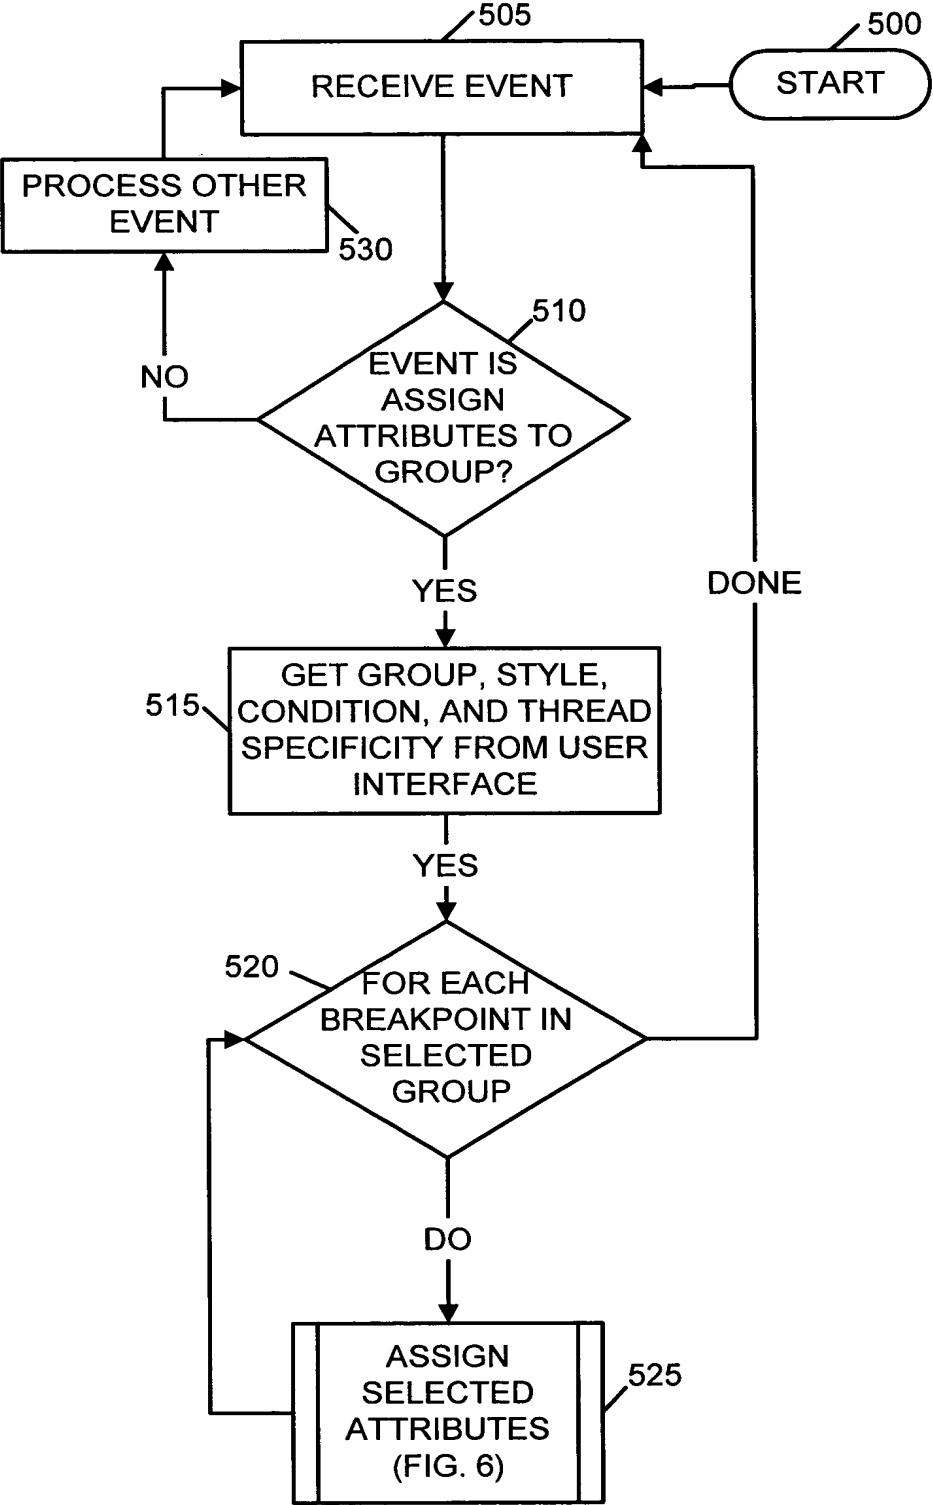 505
500
RECEIVE EVENT
START
PROCESS OTHER
EVENT
530
510
EVENT IS
ASSIGN
ATTRIBUTES TO
GROUP?
NO
YES
DONE
515
GET GROUP, STYLE,
CONDITION, AND THREAD
SPECIFICITY FROM USER
INTERFACE
YES
520
FOR EACH
BREAKPOINT IN
SELECTED
GROUP
DO
ASSIGN
SELECTED
ATTRIBUTES
(FIG. 6)
525